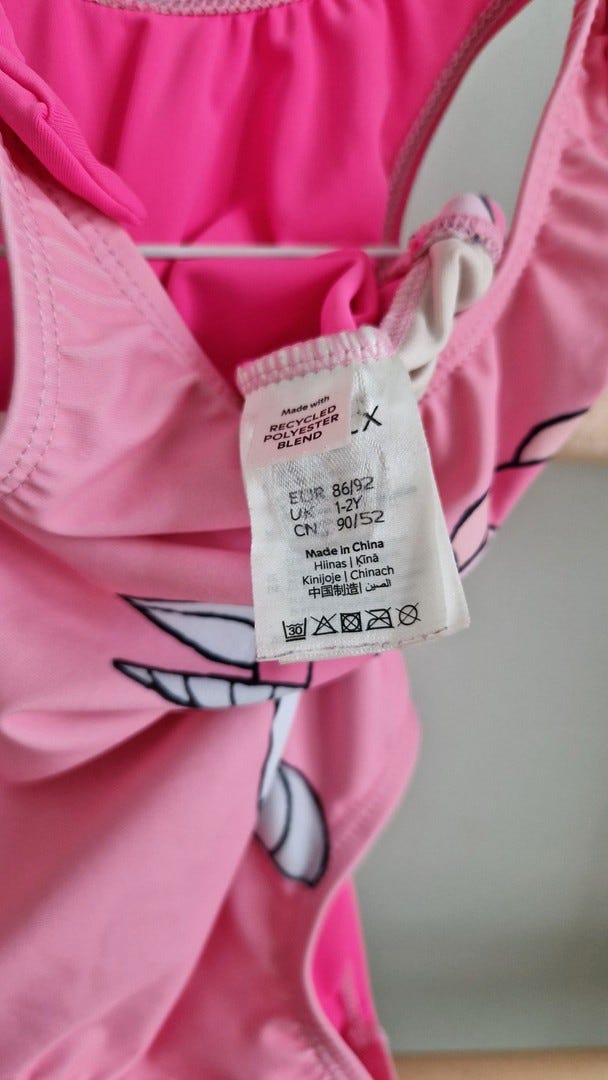 Made with
RECYCLED
POLYESTER
BLEND
EUR 86/92
UK 1-2Y
CN 90/52
Made in China
Hiinas | Ķīnā
Kinijoje | Chinach
中国制造 | الصين
30